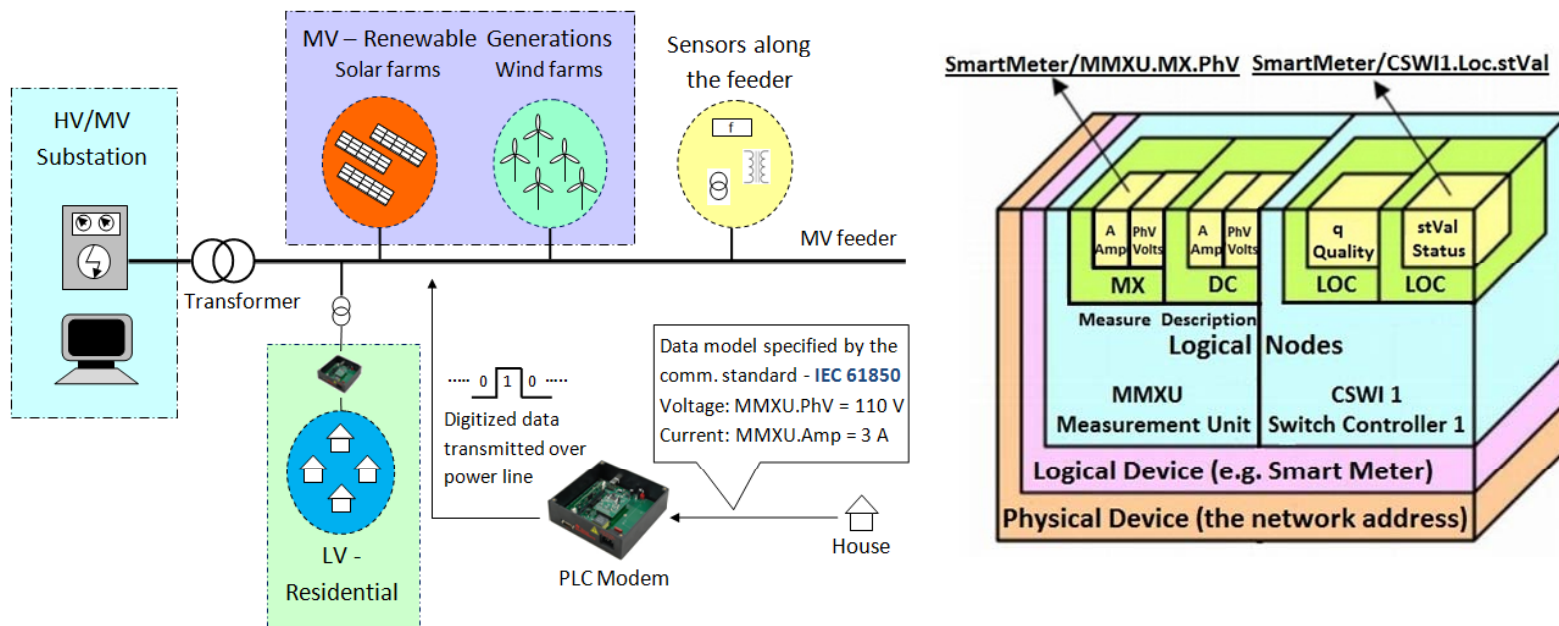 MV – Renewable Generations
Solar farms Wind farms
Sensors along
the feeder
f
HV/MV
Substation
Transformer
MV feeder
..... 0 1 0 .....
Digitized data
transmitted over
power line
Data model specified by the
comm. standard - IEC 61850
Voltage: MMXU.PhV = 110 V
Current: MMXU.Amp = 3 A
PLC Modem
House
LV -
Residential
SmartMeter/MMXU.MX.PhV
SmartMeter/CSWI1.Loc.stVal
A
Amp
PhV
Volts
A
Amp
PhV
Volts
q
Quality
stVal
Status
MX
DC
LOC
LOC
Measure Description
Logical Nodes
MMXU
Measurement Unit
CSWI 1
Switch Controller 1
Logical Device (e.g. Smart Meter)
Physical Device (the network address)